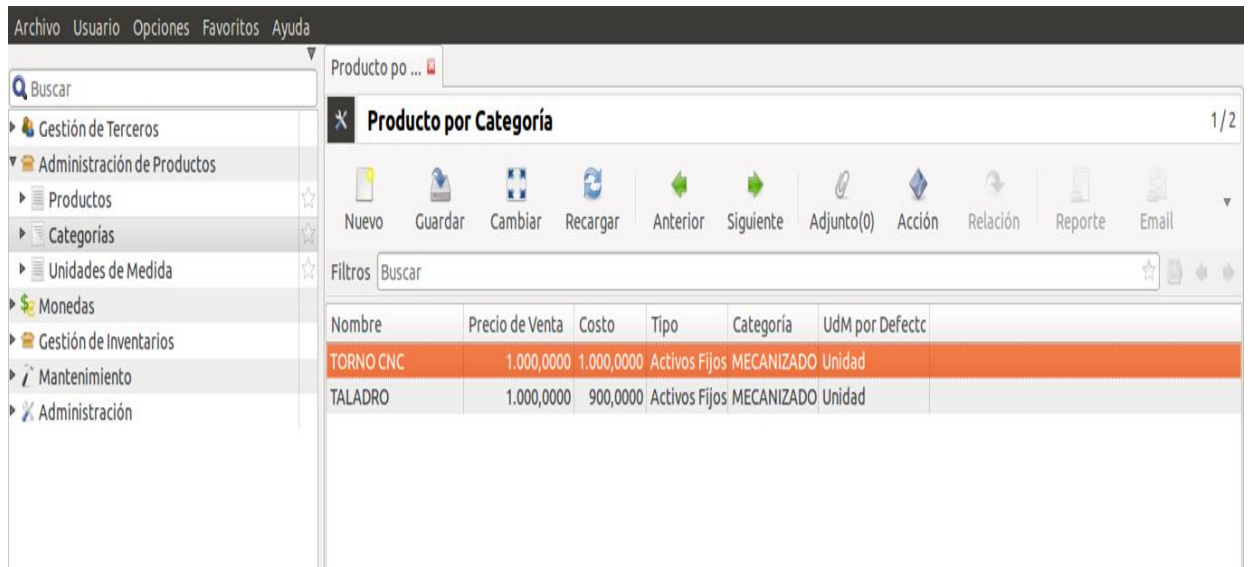 Archivo Usuario Opciones Favoritos Ayuda
Buscar
Gestión de Terceros
Administración de Productos
Productos
Categorías
Unidades de Medida
Monedas
Gestión de Inventarios
Mantenimiento
Administración
Producto po ...
Producto por Categoría 1 / 2
Nuevo Guardar Cambiar Recargar Anterior Siguiente Adjunto(0) Acción Relación Reporte Email
Filtros Buscar
Nombre Precio de Venta Costo Tipo Categoría UdM por Defecto
TORNO CNC 1.000,0000 1.000,0000 Activos Fijos MECANIZADO Unidad
TALADRO 1.000,0000 900,0000 Activos Fijos MECANIZADO Unidad